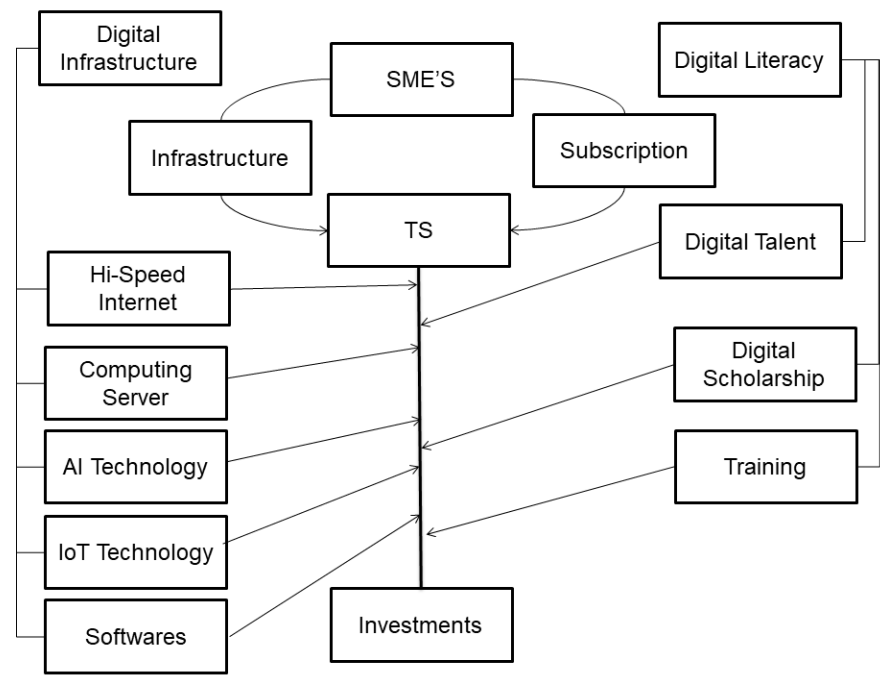 Digital
Infrastructure
SME'S
Digital Literacy
Infrastructure
Subscription
TS
Digital Talent
Hi-Speed
Internet
Digital
Scholarship
Computing
Server
AI Technology
Training
IoT Technology
Softwares
Investments